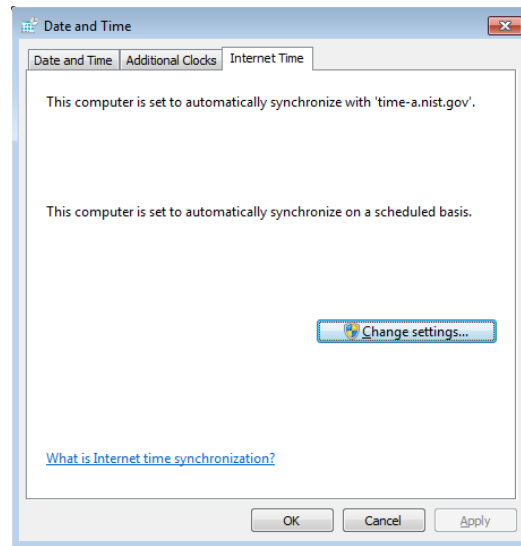 Date and Time
Date and Time Additional Clocks Internet Time
This computer is set to automatically synchronize with 'time-a.nist.gov'.
This computer is set to automatically synchronize on a scheduled basis.
Change settings...
What is Internet time synchronization?
OK Cancel Apply